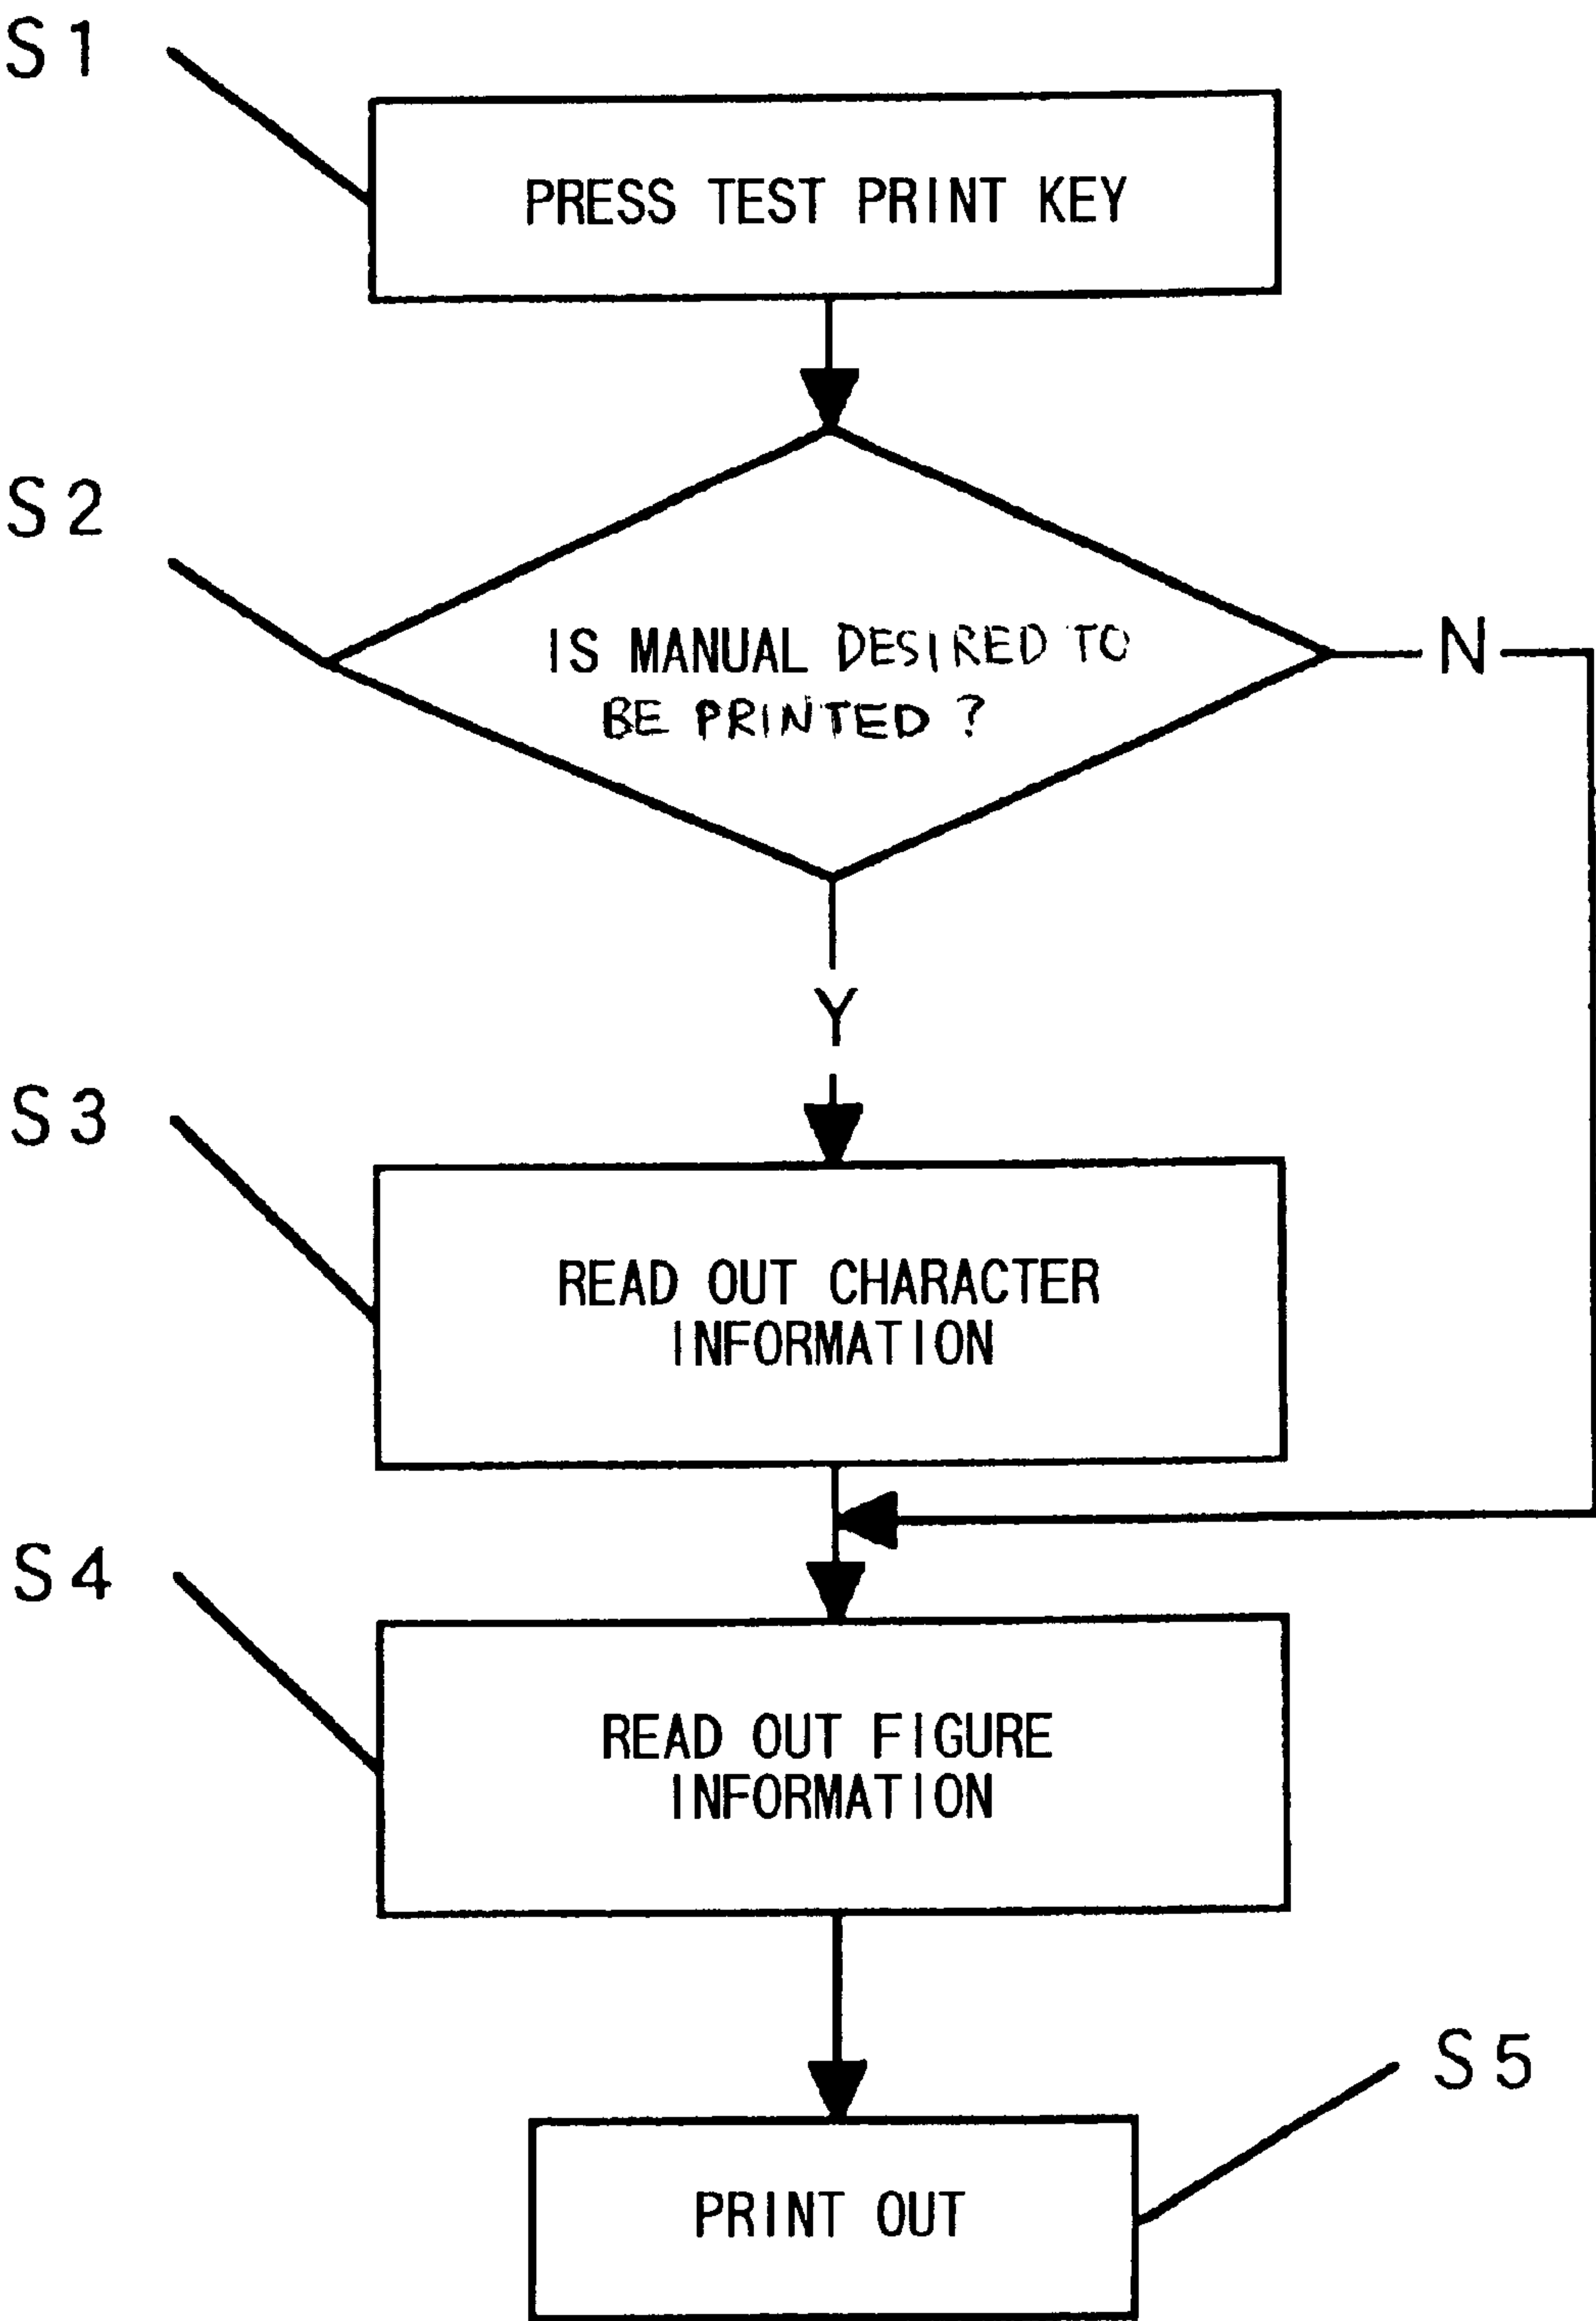 S1
PRESS TEST PRINT KEY
S2
IS MANUAL DESIRED TO
BE PRINTED ?
N
Y
S3
READ OUT CHARACTER
INFORMATION
S4
READ OUT FIGURE
INFORMATION
S5
PRINT OUT